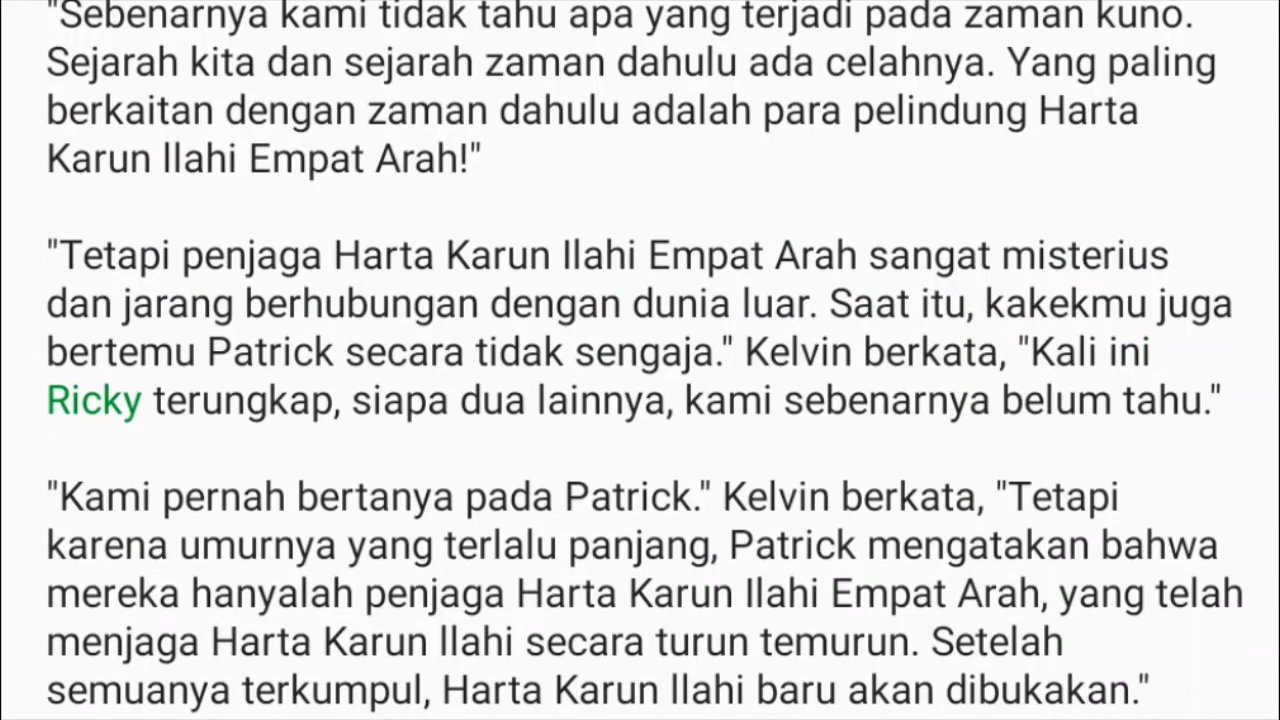 "Sebenarnya kami tidak tahu apa yang terjadi pada zaman kuno.
Sejarah kita dan sejarah zaman dahulu ada celahnya. Yang paling
berkaitan dengan zaman dahulu adalah para pelindung Harta
Karun llahi Empat Arah!"
"Tetapi penjaga Harta Karun Ilahi Empat Arah sangat misterius
dan jarang berhubungan dengan dunia luar. Saat itu, kakekmu juga
bertemu Patrick secara tidak sengaja." Kelvin berkata, "Kali ini
Ricky terungkap, siapa dua lainnya, kami sebenarnya belum tahu."
"Kami pernah bertanya pada Patrick." Kelvin berkata, "Tetapi
karena umurnya yang terlalu panjang, Patrick mengatakan bahwa
mereka hanyalah penjaga Harta Karun Ilahi Empat Arah, yang telah
menjaga Harta Karun llahi secara turun temurun. Setelah
semuanya terkumpul, Harta Karun llahi baru akan dibukakan."